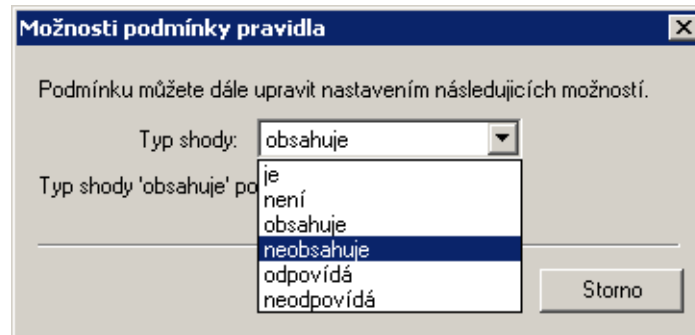 Možnosti podmínky pravidla
Podmínku můžete dále upravit nastavením následujicích možností.
Typ shody: obsahuje
je
Typ shody 'obsahuje' po
není
obsahuje
neobsahuje
odpovídá
neodpovídá
Storno